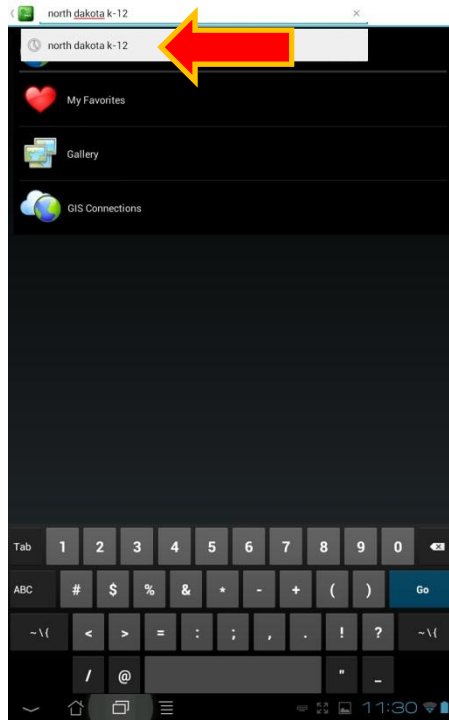 north dakota k-12 ×
north dakota k-12
My Favorites
Gallery
GIS Connections
Tab 1 2 3 4 5 6 7 8 9 0
ABC # $ % & * - + ( ) Go
~\{ < > = : ; , . ! ? ~\{
/ @ " _
11:30